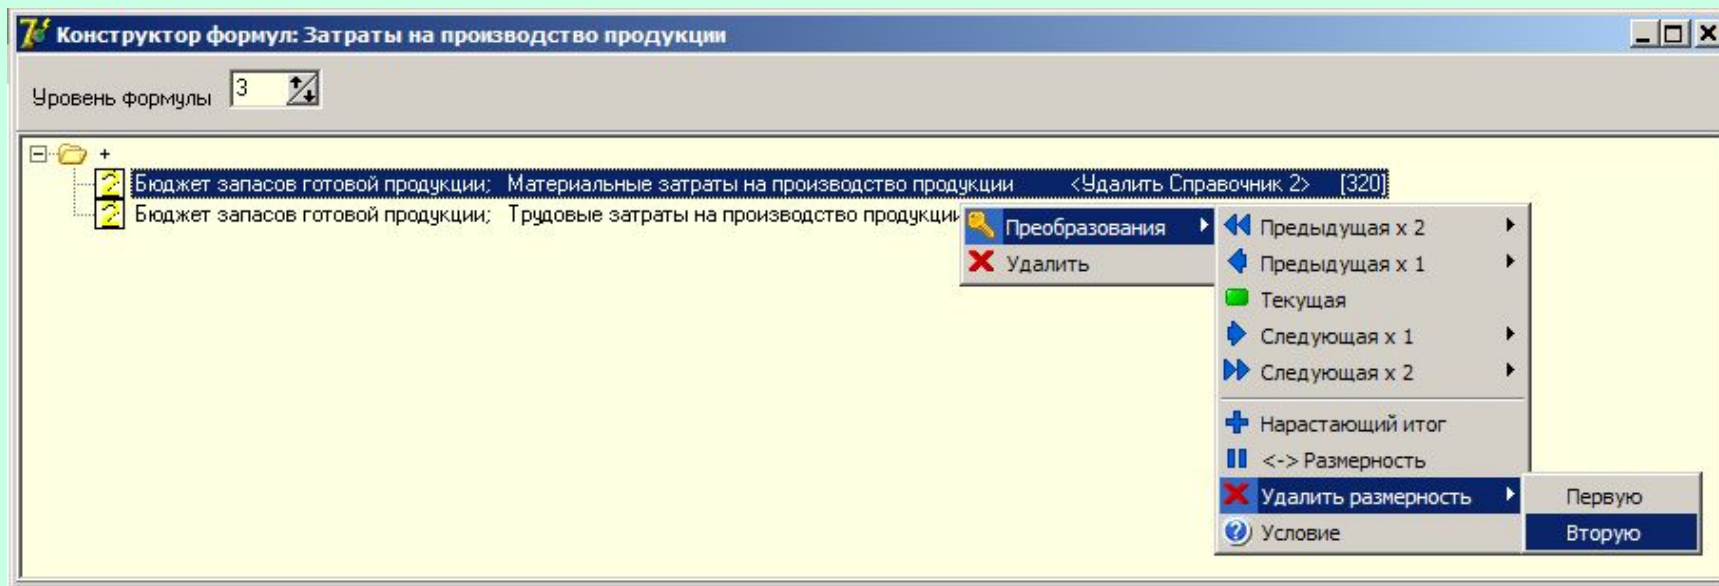 Конструктор формул: Затраты на производство продукции
Уровень формулы 3
+
Бюджет запасов готовой продукции; Материальные затраты на производство продукции <Удалить Справочник 2> [320]
Бюджет запасов готовой продукции; Трудовые затраты на производство продукции
Преобразования
Удалить
Предыдущая x 2
Предыдущая x 1
Текущая
Следующая x 1
Следующая x 2
Нарастающий итог
<-> Размерность
Удалить размерность
Условие
Первую
Вторую